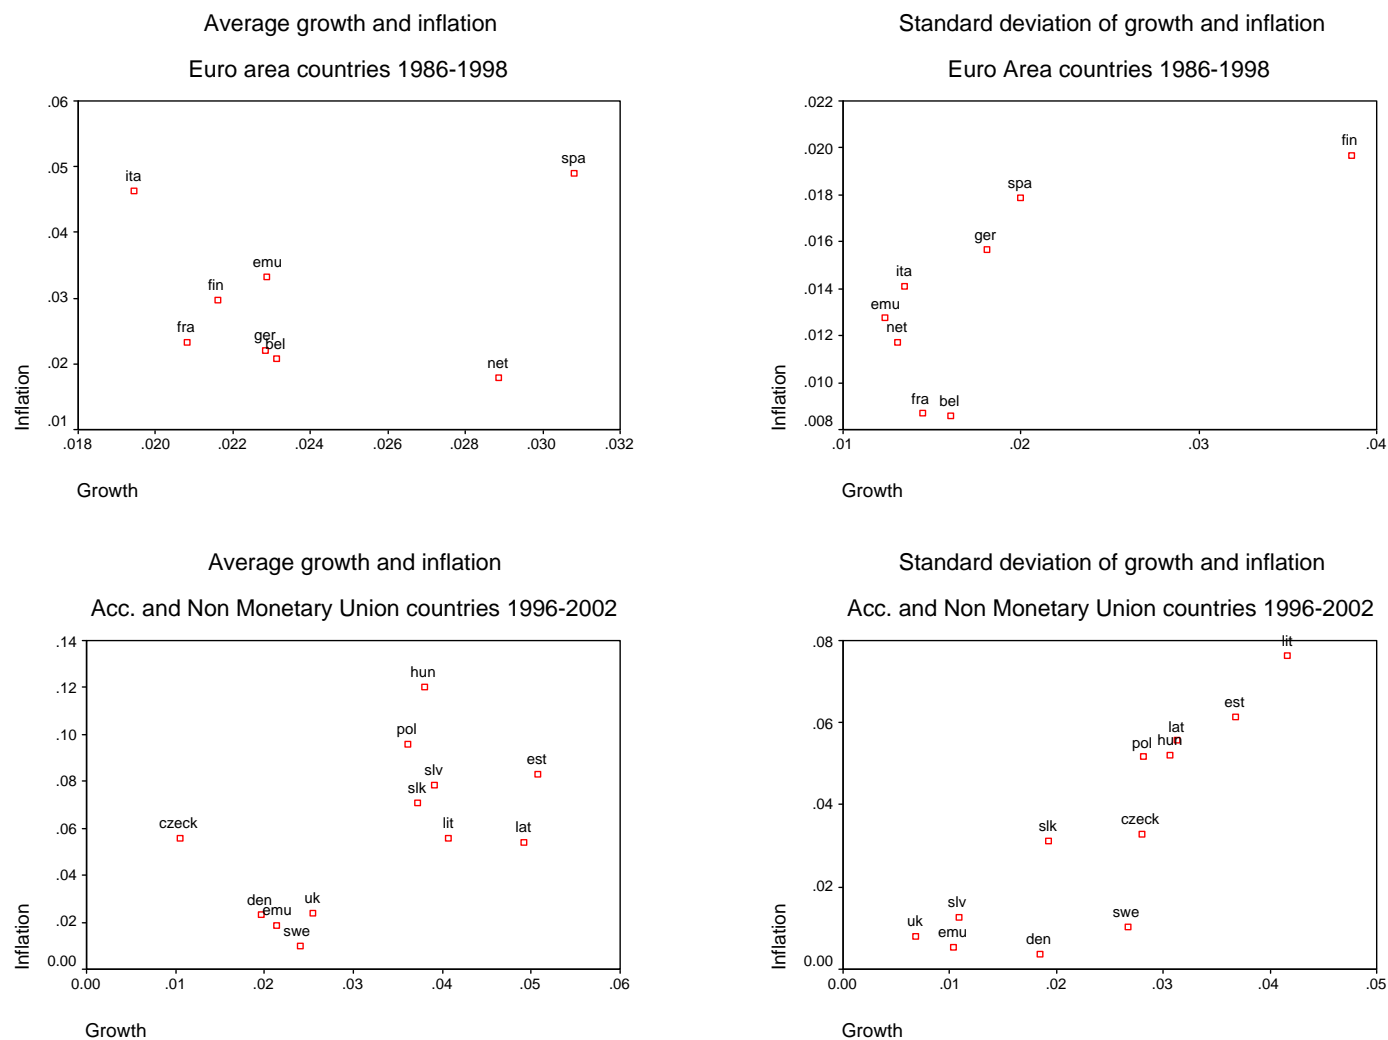 Average growth and inflation
Euro area countries 1986-1998
.06
.05
.04
.03
.02
.01
Inflation
ita
spa
emu
fin
fra
ger
bel
net
.018
.020
.022
.024
.026
.028
.030
.032
Growth
Standard deviation of growth and inflation
Euro Area countries 1986-1998
.022
.020
.018
.016
.014
.012
.010
.008
Inflation
fin
spa
ger
ita
emu
net
fra
bel
.01
.02
.03
.04
Growth
Average growth and inflation
Acc. and Non Monetary Union countries 1996-2002
.14
.12
.10
.08
.06
.04
.02
0.00
Inflation
hun
pol
est
slv
slk
czeck
lit
lat
den
emu
uk
swe
0.00
.01
.02
.03
.04
.05
.06
Growth
Standard deviation of growth and inflation
Acc. and Non Monetary Union countries 1996-2002
.08
.06
.04
.02
0.00
Inflation
lit
est
lat
pol
hun
czeck
slk
slv
uk
emu
den
swe
0.00
.01
.02
.03
.04
.05
Growth